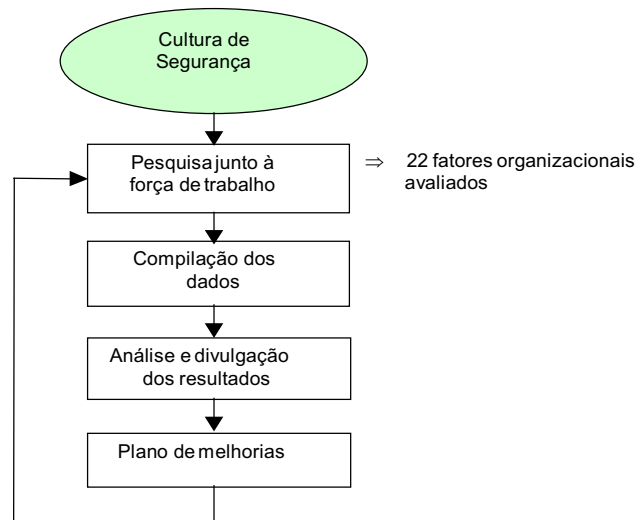 Cultura de
Segurança
Pesquisa junto à
força de trabalho
⇒ 22 fatores organizacionais
avaliados
Compilação dos
dados
Análise e divulgação
dos resultados
Plano de melhorias